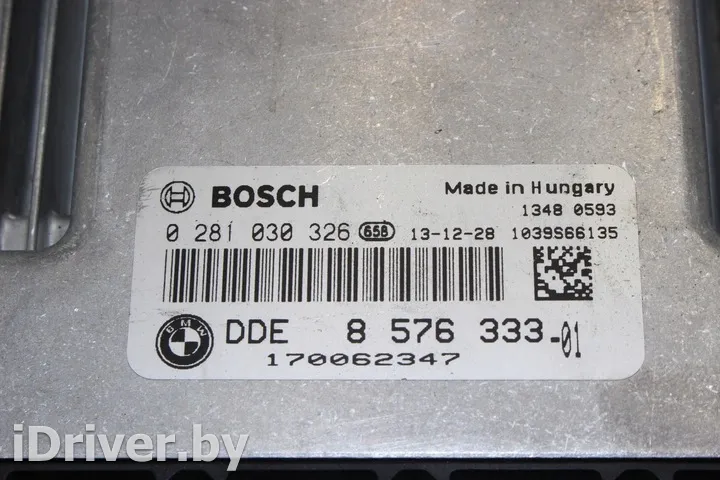 BOSCH
Made in Hungary
1348 0593
0 281 030 326 658 13-12-28 1039S66135
BMW
DDE 8 576 333-01
170062347
iDriver.by